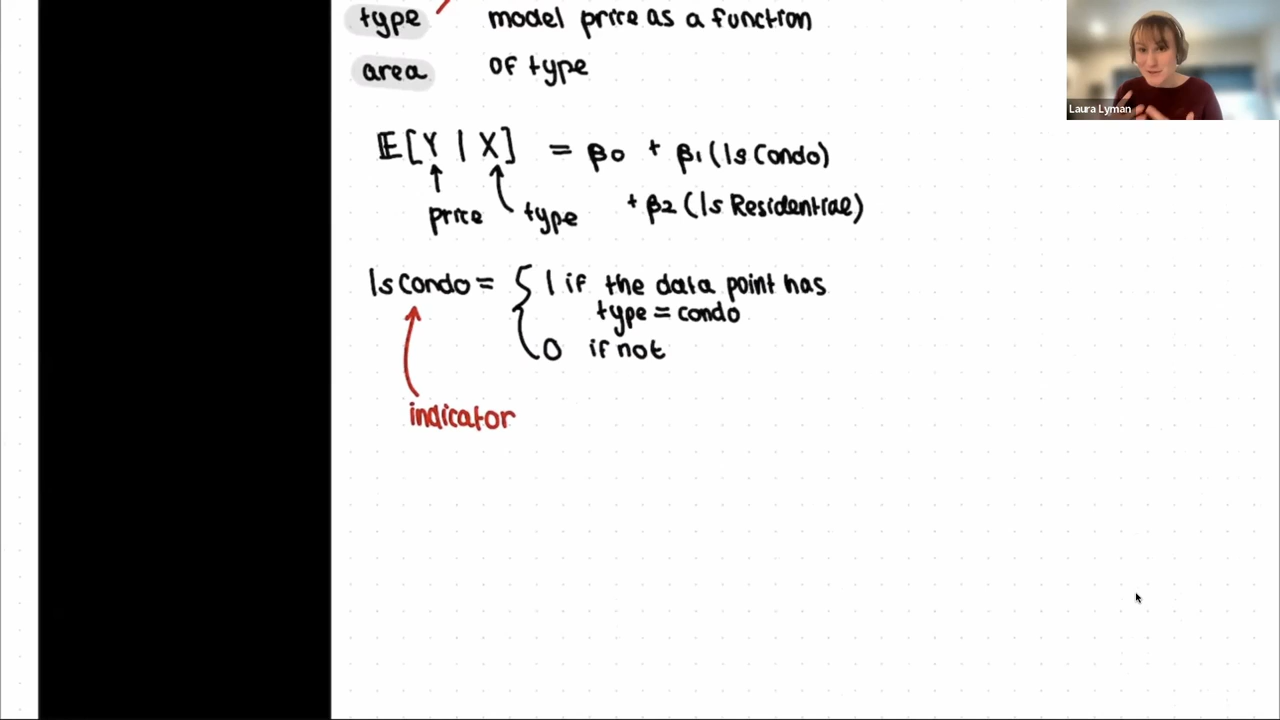 type model price as a function
area of type
Laura Lyman
𝔼[Y | X] = β0 + β1 (Is Condo)
price type + β2 (Is Residential)
Is Condo = { 1 if the data point has
type = condo
0 if not
indicator